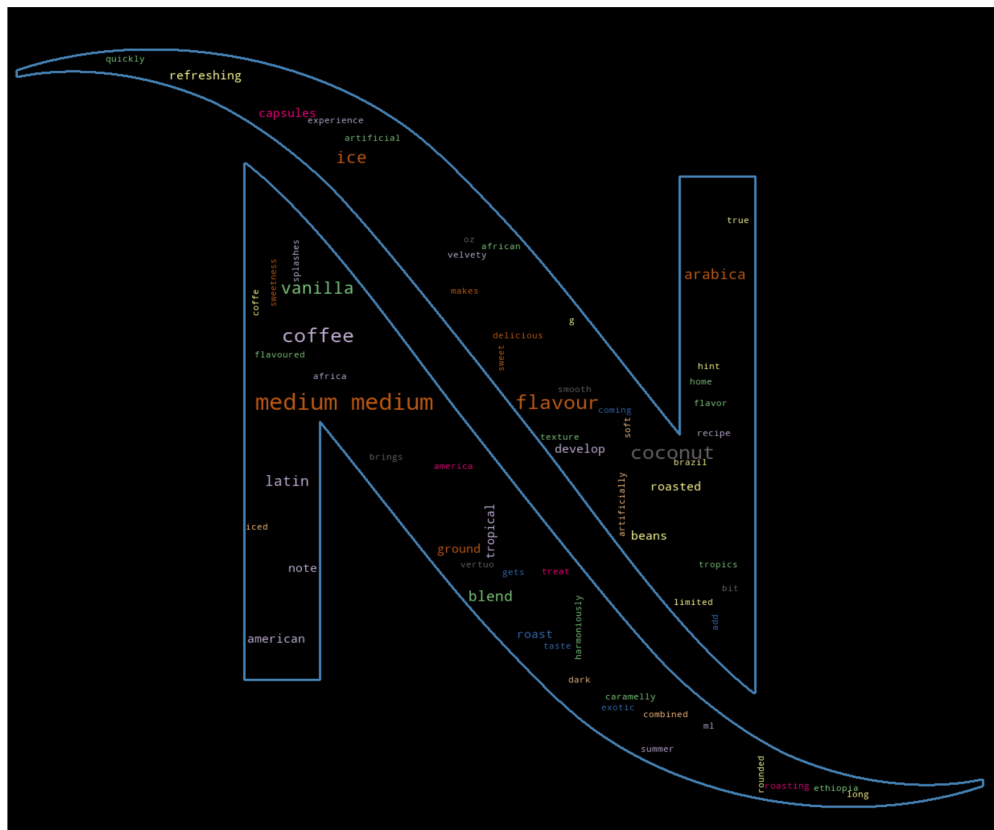 quickly
refreshing
capsules
experience
artificial
ice
true
oz
african
splashes
velvety
sweetness
arabica
vanilla
coffe
makes
g
coffee
delicious
flavoured
sweet
hint
africa
home
smooth
medium medium
flavour
flavor
coming
soft
recipe
texture
develop
coconut
brings
america
brazil
latin
roasted
artificially
iced
tropical
beans
ground
vertuo
tropics
note
gets
treat
bit
blend
limited
add
harmoniously
roast
american
taste
dark
caramelly
exotic
combined
ml
summer
rounded
roasting
ethiopia
long